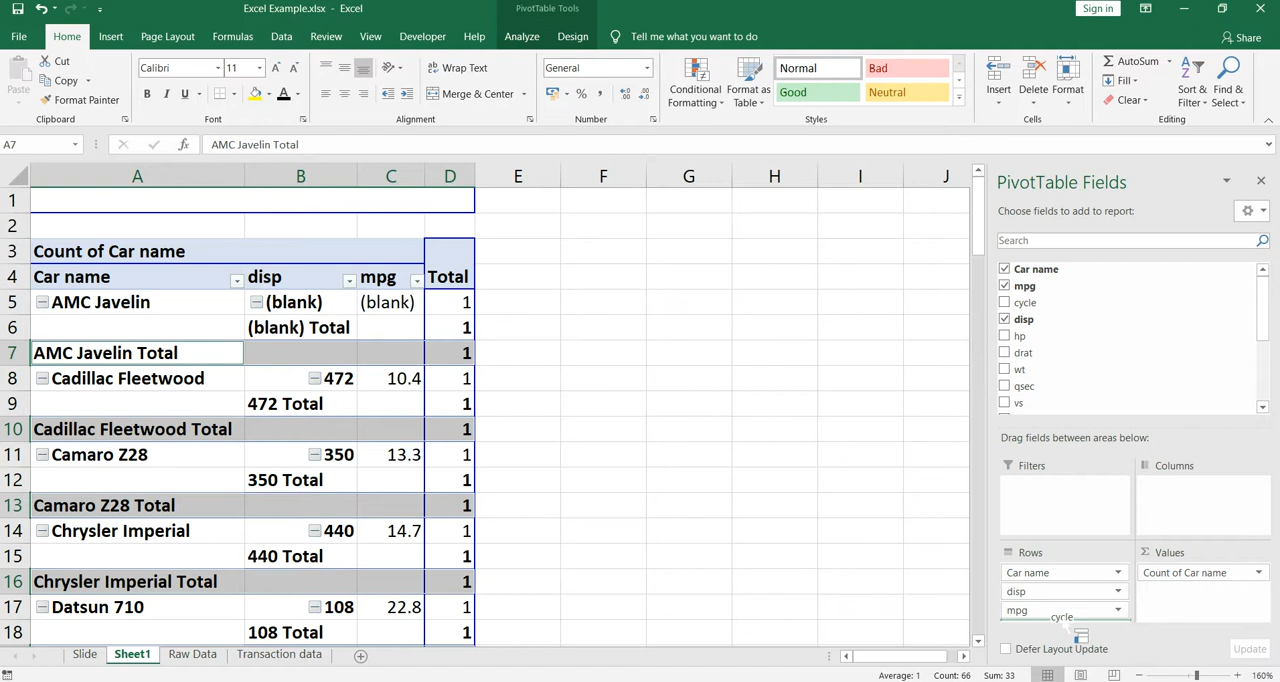 Excel Example.xlsx - Excel
PivotTable Tools
Sign in
File Home Insert Page Layout Formulas Data Review View Developer Help Analyze Design Tell me what you want to do Share
Paste
Cut
Copy
Format Painter
Clipboard
Calibri 11
B I U
Font
Wrap Text
Merge & Center
Alignment
General
Number
Conditional Formatting
Format as Table
Normal Bad
Good Neutral
Styles
Insert Delete Format
Cells
AutoSum
Fill
Clear
Sort & Filter
Find & Select
Editing
A7 AMC Javelin Total
A B C D E F G H I J
1
2
3 Count of Car name
4 Car name disp mpg Total
5 AMC Javelin (blank) (blank) 1
6 (blank) Total 1
7 AMC Javelin Total 1
8 Cadillac Fleetwood 472 10.4 1
9 472 Total 1
10 Cadillac Fleetwood Total 1
11 Camaro Z28 350 13.3 1
12 350 Total 1
13 Camaro Z28 Total 1
14 Chrysler Imperial 440 14.7 1
15 440 Total 1
16 Chrysler Imperial Total 1
17 Datsun 710 108 22.8 1
18 108 Total 1
Slide Sheet1 Raw Data Transaction data
PivotTable Fields
Choose fields to add to report:
Search
Car name
mpg
cycle
disp
hp
drat
wt
qsec
vs
Drag fields between areas below:
Filters Columns
Rows Values
Car name Count of Car name
disp
mpg
cycle
Defer Layout Update Update
Average: 1 Count: 66 Sum: 33 160%